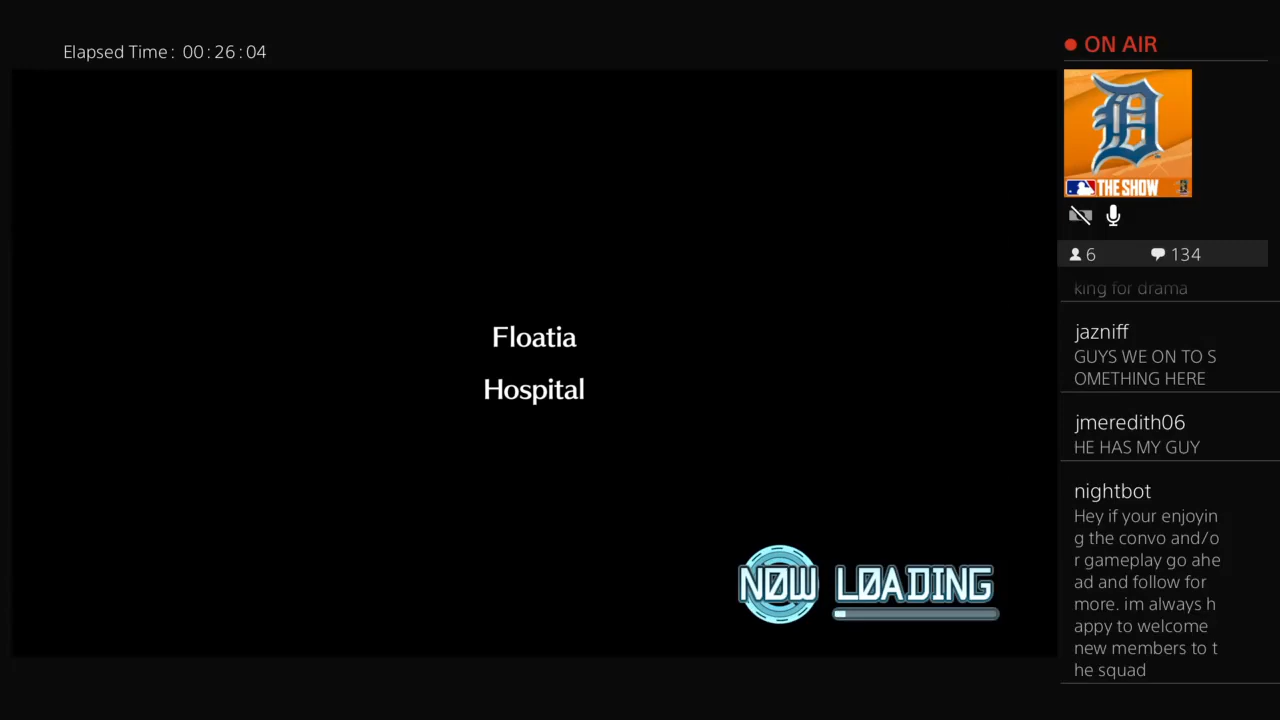 Elapsed Time: 00:26:04
ON AIR
D
THE SHOW
6 134
king for drama
jazniff
GUYS WE ON TO S
OMETHING HERE
jmeredith06
HE HAS MY GUY
nightbot
Hey if your enjoyin
g the convo and/o
r gameplay go ahe
ad and follow for
more. im always h
appy to welcome
new members to t
he squad
Floatia
Hospital
NOW LOADING